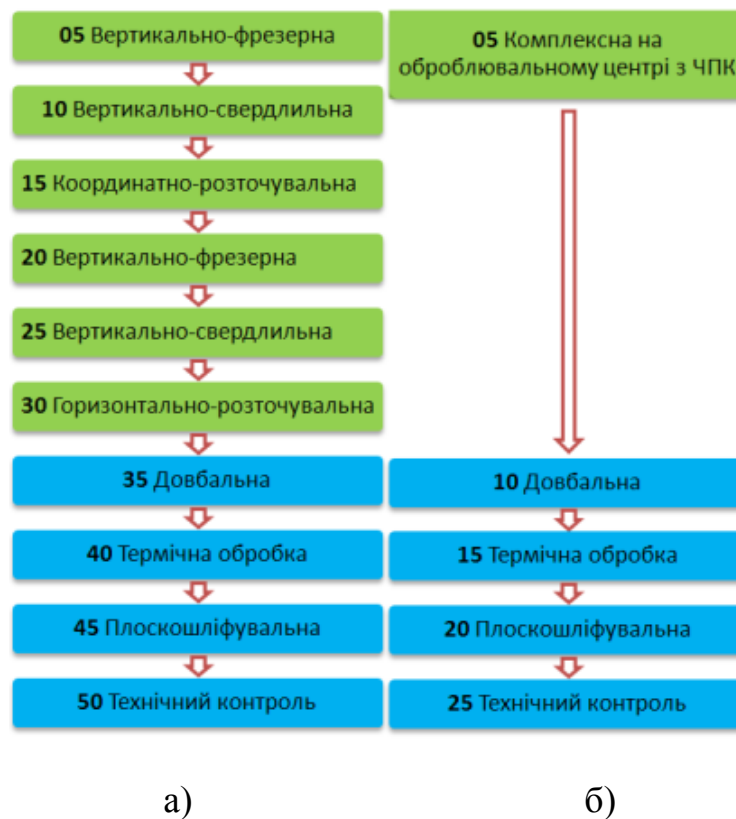 05 Вертикально-фрезерна
10 Вертикально-свердлильна
15 Координатно-розточувальна
20 Вертикально-фрезерна
25 Вертикально-свердлильна
30 Горизонтально-розточувальна
35 Довбальна
40 Термічна обробка
45 Плоскошліфувальна
50 Технічний контроль
а)
05 Комплексна на
оброблювальному центрі з ЧПК
10 Довбальна
15 Термічна обробка
20 Плоскошліфувальна
25 Технічний контроль
б)